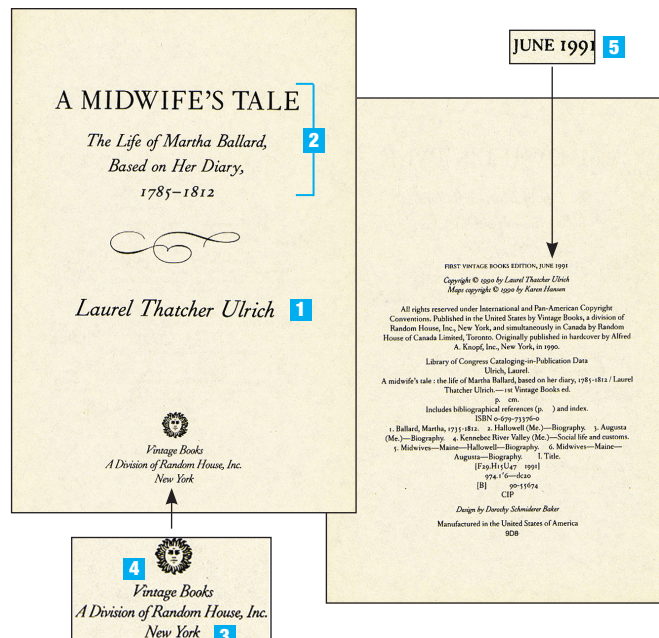 A MIDWIFE'S TALE
The Life of Martha Ballard,
Based on Her Diary,
1785–1812
2
Laurel Thatcher Ulrich 1
Vintage Books
A Division of Random House, Inc.
New York
4
Vintage Books
A Division of Random House, Inc.
New York 3
JUNE 1991 5
FIRST VINTAGE BOOKS EDITION, JUNE 1991
Copyright © 1990 by Laurel Thatcher Ulrich
Maps copyright © 1990 by Karen Hansen
All rights reserved under International and Pan-American Copyright
Conventions. Published in the United States by Vintage Books, a division of
Random House, Inc., New York, and simultaneously in Canada by Random
House of Canada Limited, Toronto. Originally published in hardcover by Alfred
A. Knopf, Inc., New York, in 1990.
Library of Congress Cataloging-in-Publication Data
Ulrich, Laurel.
A midwife's tale : the life of Martha Ballard, based on her diary, 1785-1812 / Laurel
Thatcher Ulrich.—1st Vintage Books ed.
p. cm.
Includes bibliographical references (p. ) and index.
ISBN 0-679-73376-0
1. Ballard, Martha, 1735-1812. 2. Hallowell (Me.)—Biography. 3. Augusta
(Me.)—Biography. 4. Kennebec River Valley (Me.)—Social life and customs.
5. Midwives—Maine—Hallowell—Biography. 6. Midwives—Maine—
Augusta—Biography. I. Title.
[F29.H15U47 1991]
974.1'6—dc20
[B] 90-55674
CIP
Design by Dorothy Schmiderer Baker
Manufactured in the United States of America
9D8